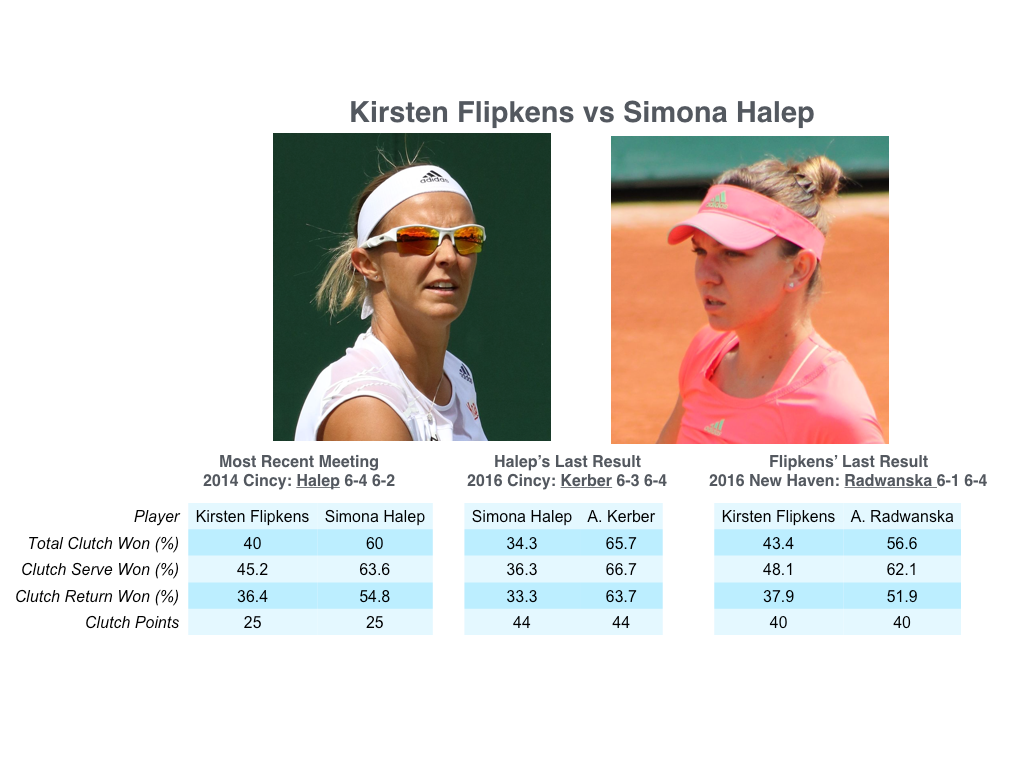 Kirsten Flipkens vs Simona Halep
adidas
Most Recent Meeting
2014 Cincy: Halep 6-4 6-2
Halep’s Last Result
2016 Cincy: Kerber 6-3 6-4
Flipkens’ Last Result
2016 New Haven: Radwanska 6-1 6-4
Player Kirsten Flipkens Simona Halep Simona Halep A. Kerber Kirsten Flipkens A. Radwanska
Total Clutch Won (%) 40 60 34.3 65.7 43.4 56.6
Clutch Serve Won (%) 45.2 63.6 36.3 66.7 48.1 62.1
Clutch Return Won (%) 36.4 54.8 33.3 63.7 37.9 51.9
Clutch Points 25 25 44 44 40 40